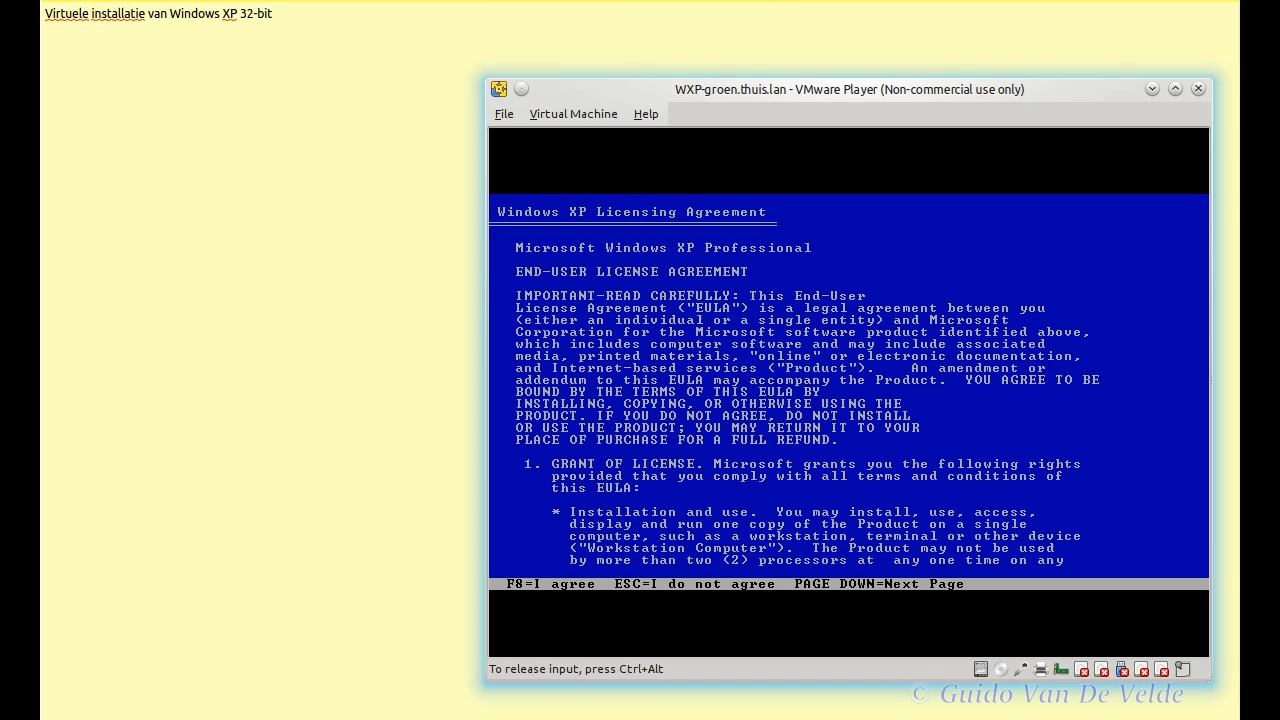 Virtuele installatie van Windows XP 32-bit
WXP-groen.thuis.lan - VMware Player (Non-commercial use only)
File Virtual Machine Help
Windows XP Licensing Agreement
Microsoft Windows XP Professional
END-USER LICENSE AGREEMENT
IMPORTANT-READ CAREFULLY: This End-User
License Agreement ("EULA") is a legal agreement between you
(either an individual or a single entity) and Microsoft
Corporation for the Microsoft software product identified above,
which includes computer software and may include associated
media, printed materials, "online" or electronic documentation,
and Internet-based services ("Product").    An amendment or
addendum to this EULA may accompany the Product.  YOU AGREE TO BE
BOUND BY THE TERMS OF THIS EULA BY
INSTALLING, COPYING, OR OTHERWISE USING THE
PRODUCT. IF YOU DO NOT AGREE, DO NOT INSTALL
OR USE THE PRODUCT; YOU MAY RETURN IT TO YOUR
PLACE OF PURCHASE FOR A FULL REFUND.
1. GRANT OF LICENSE. Microsoft grants you the following rights
provided that you comply with all terms and conditions of
this EULA:
* Installation and use.  You may install, use, access,
display and run one copy of the Product on a single
computer, such as a workstation, terminal or other device
("Workstation Computer").  The Product may not be used
by more than two (2) processors at  any one time on any
F8=I agree  ESC=I do not agree  PAGE DOWN=Next Page
To release input, press Ctrl+Alt
© Guido Van De Velde